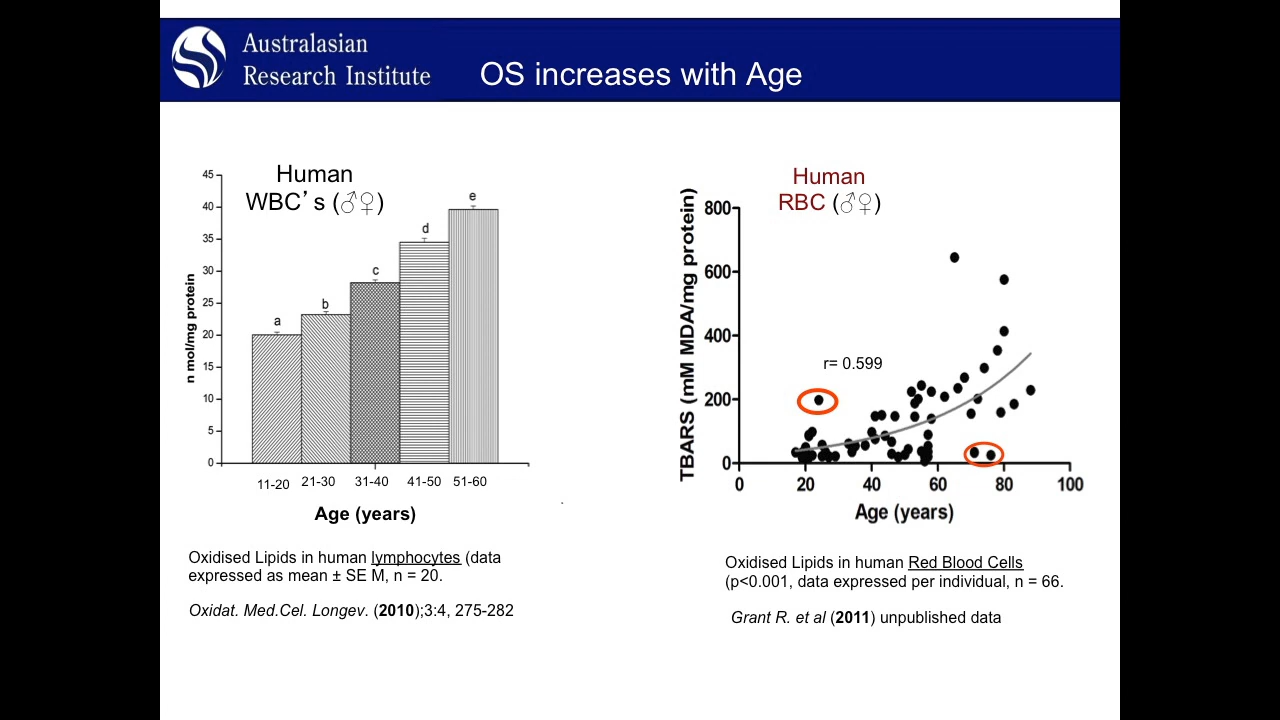 Australasian
Research Institute
OS increases with Age
Human
WBC’s (♂♀)
n mol/mg protein
45
40
35
30
25
20
15
10
5
0
a
b
c
d
e
11-20 21-30 31-40 41-50 51-60
Age (years)
Oxidised Lipids in human lymphocytes (data
expressed as mean ± SE M, n = 20.
Oxidat. Med.Cel. Longev. (2010);3:4, 275-282
Human
RBC (♂♀)
TBARS (mM MDA/mg protein)
800
600
400
200
0
r= 0.599
0 20 40 60 80 100
Age (years)
Oxidised Lipids in human Red Blood Cells
(p<0.001, data expressed per individual, n = 66.
Grant R. et al (2011) unpublished data